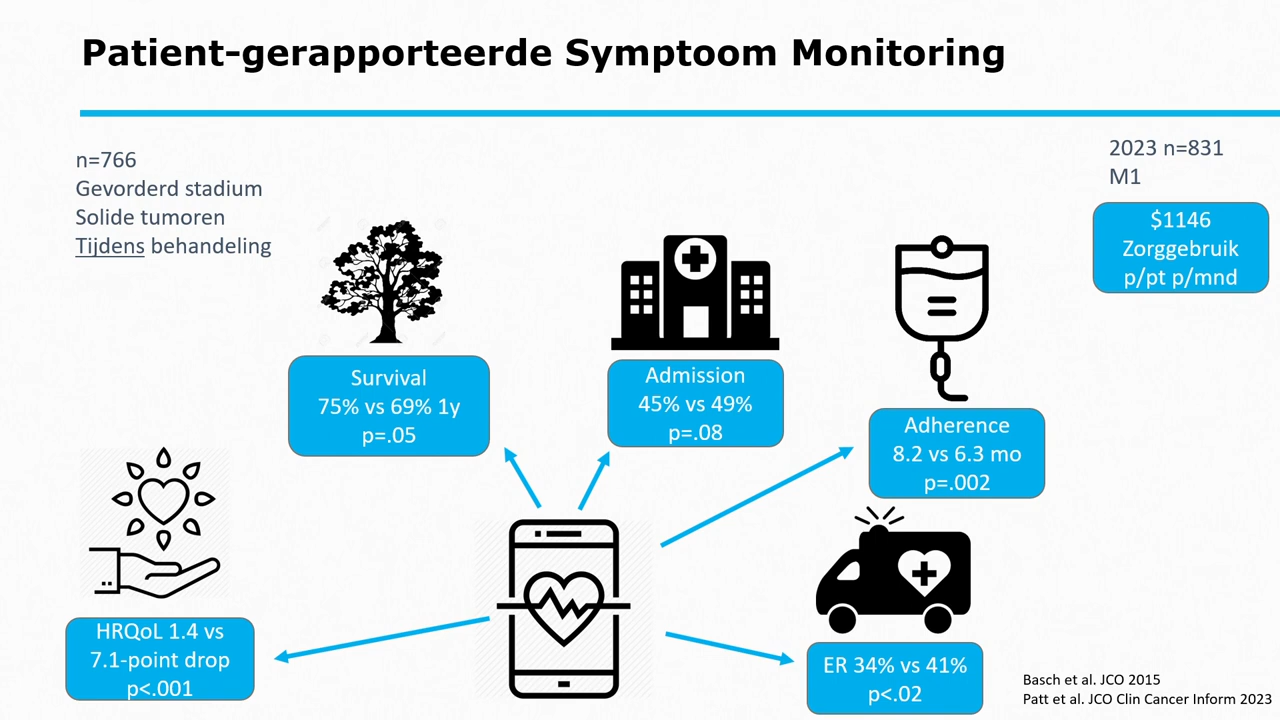 Patient-gerapporteerde Symptoom Monitoring
n=766
Gevorderd stadium
Solide tumoren
Tijdens behandeling
2023 n=831
M1
$1146
Zorggebruik
p/pt p/mnd
Survival
75% vs 69% 1y
p=.05
Admission
45% vs 49%
p=.08
Adherence
8.2 vs 6.3 mo
p=.002
HRQoL 1.4 vs
7.1-point drop
p<.001
ER 34% vs 41%
p<.02
Basch et al. JCO 2015
Patt et al. JCO Clin Cancer Inform 2023